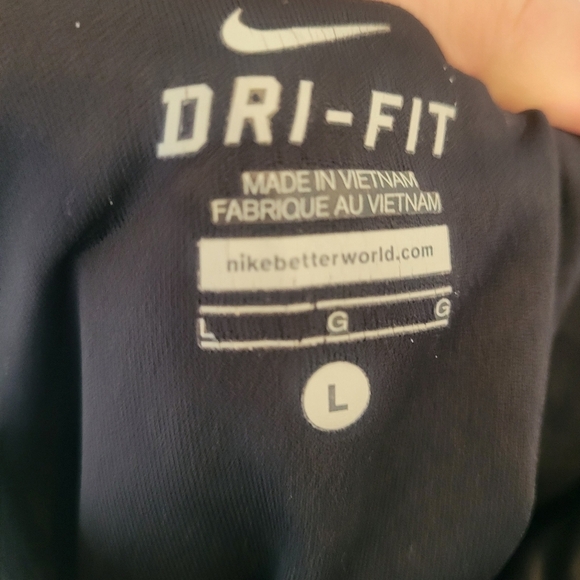 DRI-FIT
MADE IN VIETNAM
FABRIQUE AU VIETNAM
nikebetterworld.com
L G G
L